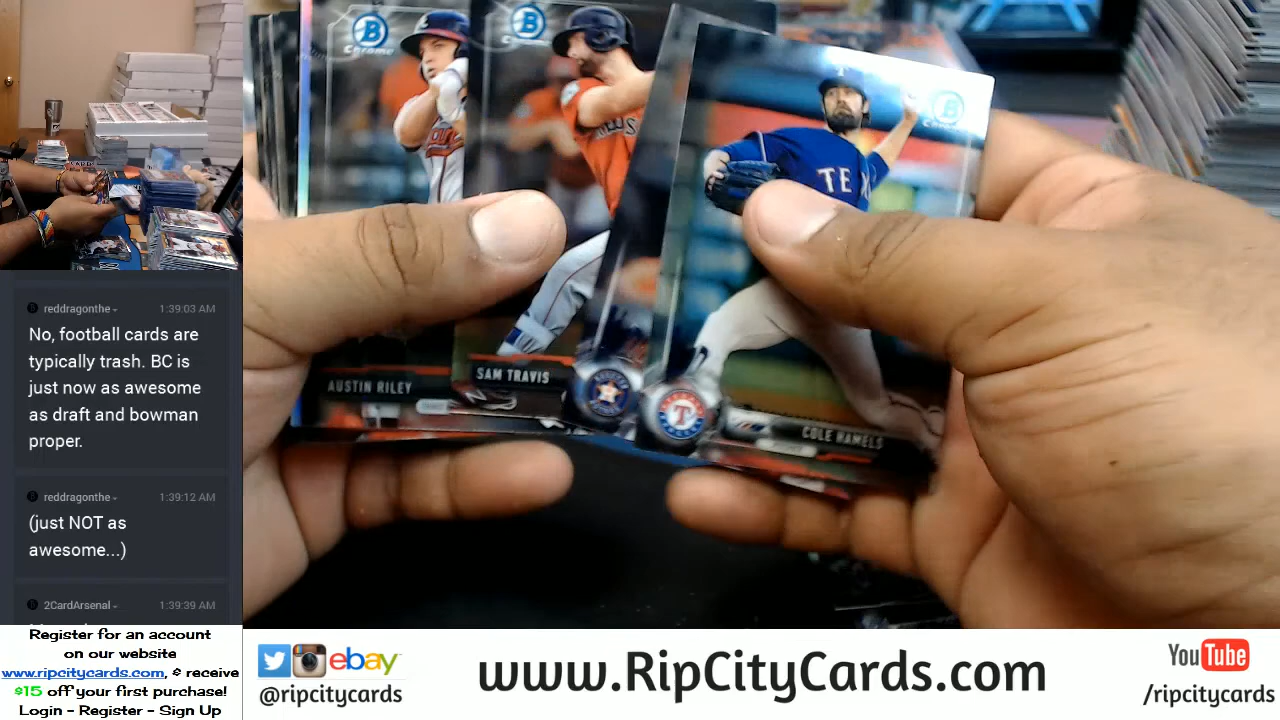 reddragonthe
1:39:03 AM
No, football cards are
typically trash. BC is
just now as awesome
as draft and bowman
proper.
reddragonthe
1:39:12 AM
(just NOT as
awesome...)
2CardArsenal
1:39:39 AM
Register for an account
on our website
www.ripcitycards.com, & receive
$15 off your first purchase!
Login - Register - Sign Up
B
Chrome
AUSTIN RILEY
B
Chrome
SAM TRAVIS
B
Chrome
T
TEX
T
COLE HAMELS
ebay
@ripcitycards
www.RipCityCards.com
YouTube
/ripcitycards